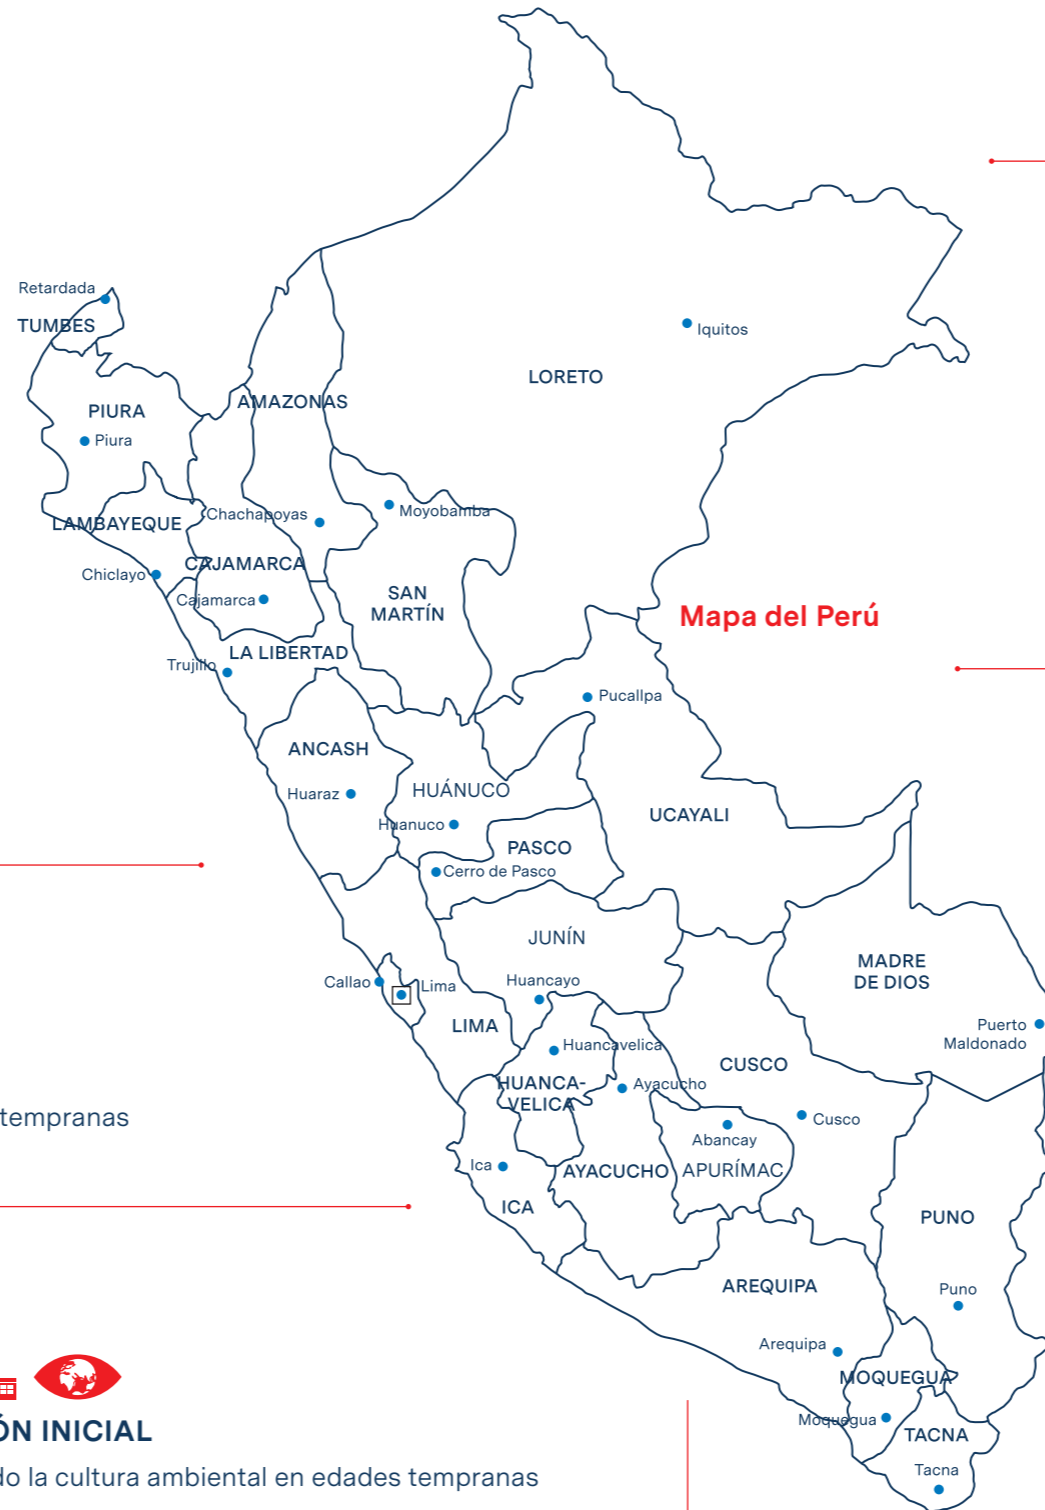 Retardada
TUMBES
Iquitos
LORETO
AMAZONAS
PIURA
Piura
Moyobamba
Chachapoyas
LAMBAYEQUE
CAJAMARCA
Chiclayo
Cajamarca
SAN
MARTÍN
Mapa del Perú
LA LIBERTAD
Trujillo
Pucallpa
ANCASH
Huaraz
HUÁNUCO
Huanuco
UCAYALI
PASCO
Cerro de Pasco
JUNÍN
MADRE
DE DIOS
Callao
Lima
Huancayo
LIMA
Puerto
Maldonado
Huancavelica
CUSCO
HUANCA-
VELICA
Ayacucho
tempranas
Cusco
Abancay
Ica
AYACUCHO
APURÍMAC
ICA
PUNO
AREQUIPA
Puno
Arequipa
MOQUEGUA
Moquegua
ÓN INICIAL
TACNA
Tacna
do la cultura ambiental en edades tempranas